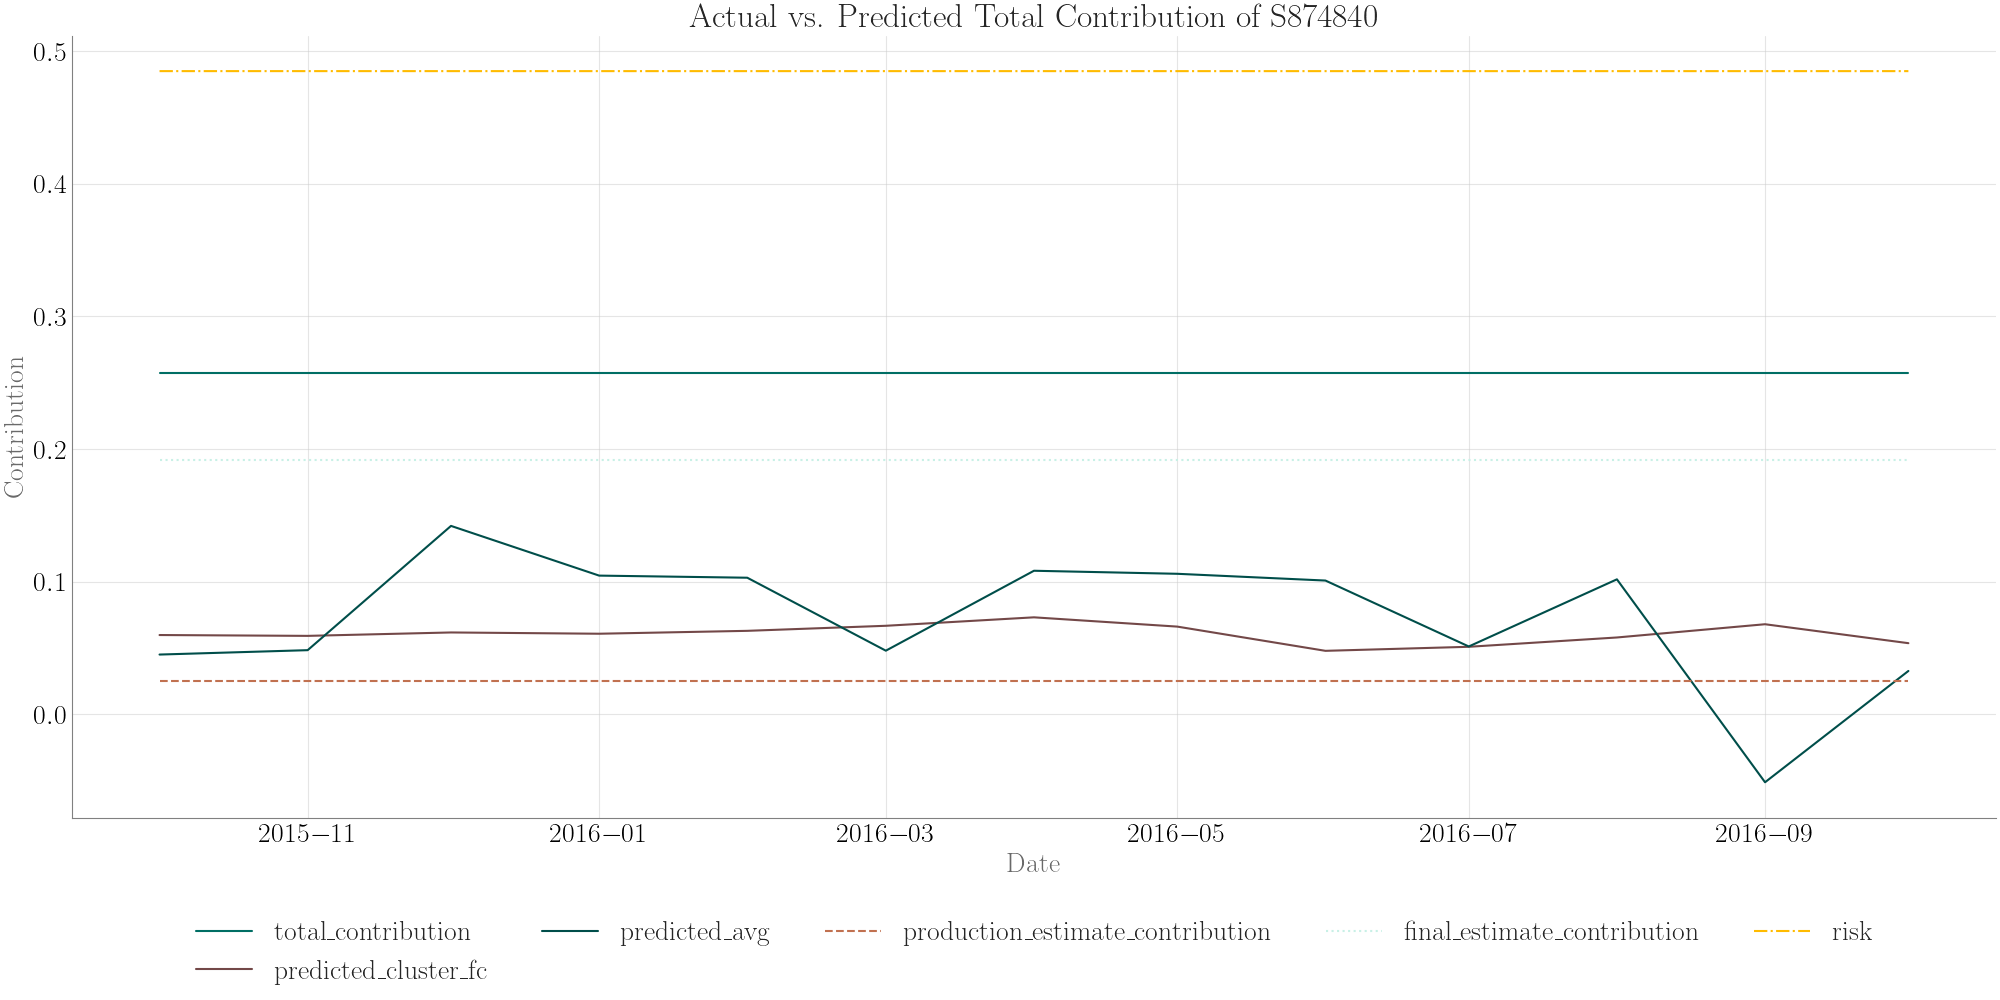 Actual vs. Predicted Total Contribution of S874840
0.5
0.4
0.3
0.2
0.1
0.0
Contribution
2015–11
2016–01
2016–03
2016–05
2016–07
2016–09
Date
total_contribution
predicted_avg
production_estimate_contribution
final_estimate_contribution
risk
predicted_cluster_fc